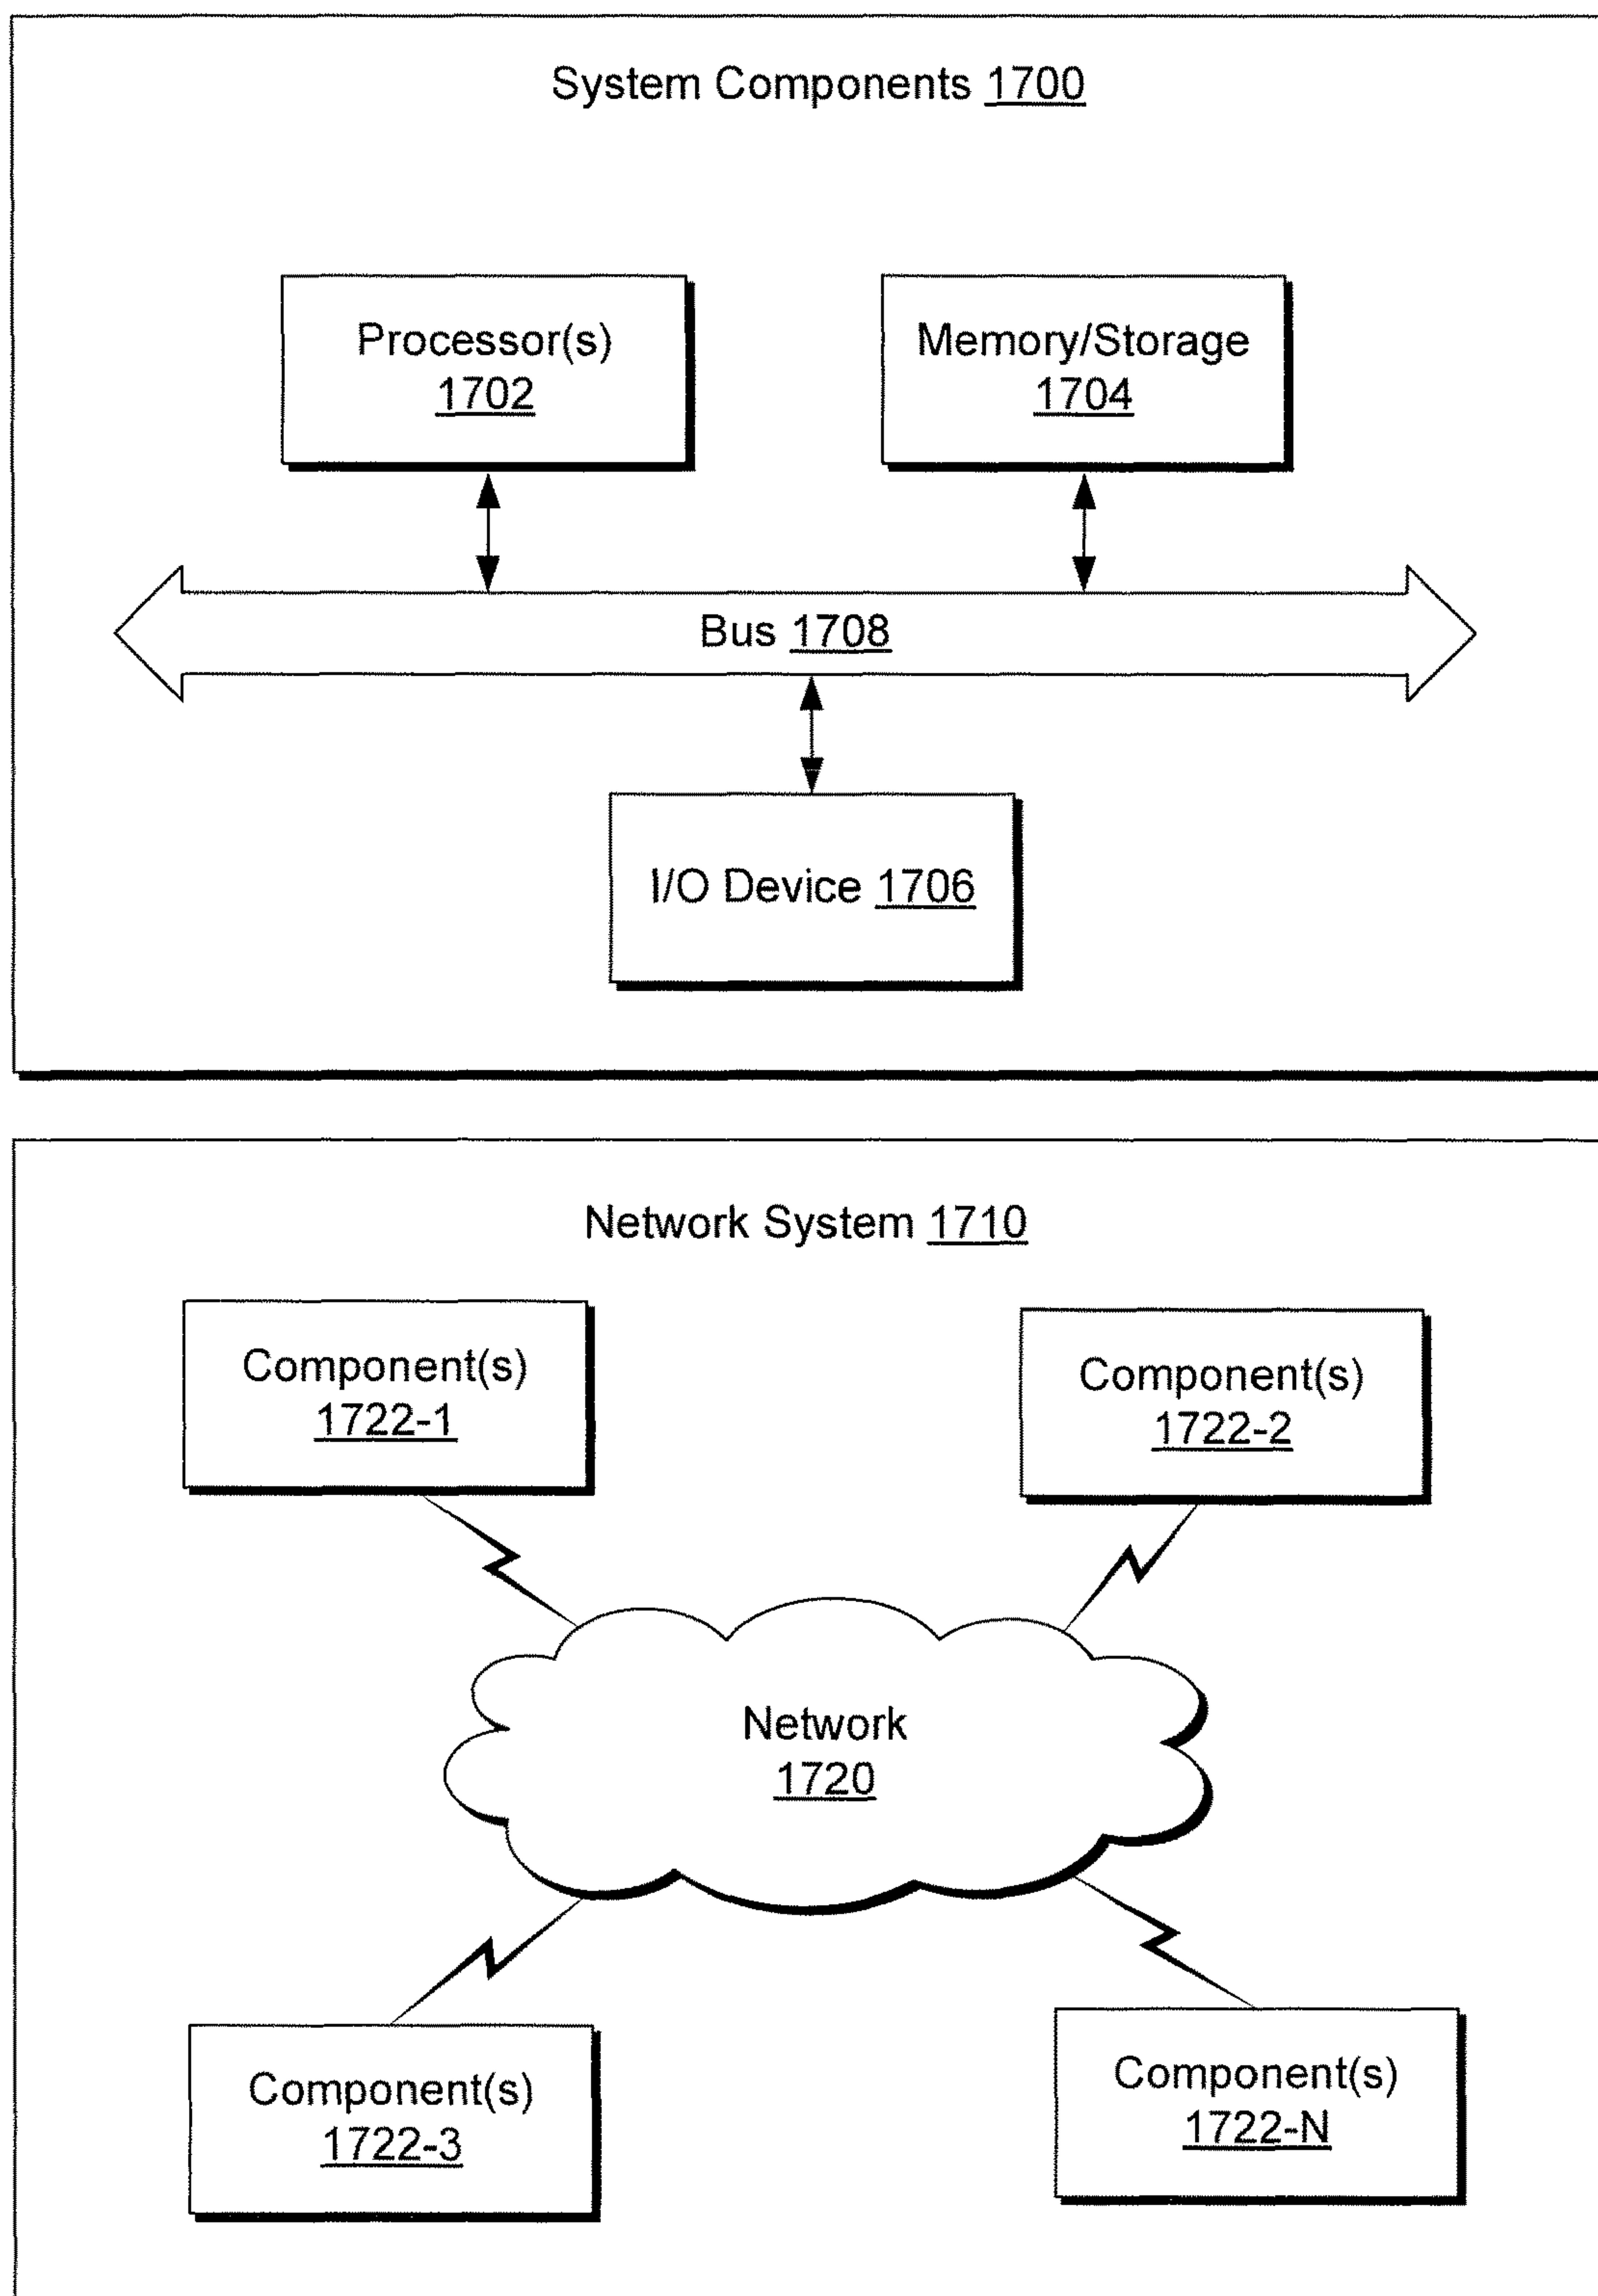 System Components 1700
Processor(s)
1702
Memory/Storage
1704
Bus 1708
I/O Device 1706
Network System 1710
Component(s)
1722-1
Component(s)
1722-2
Network
1720
Component(s)
1722-3
Component(s)
1722-N